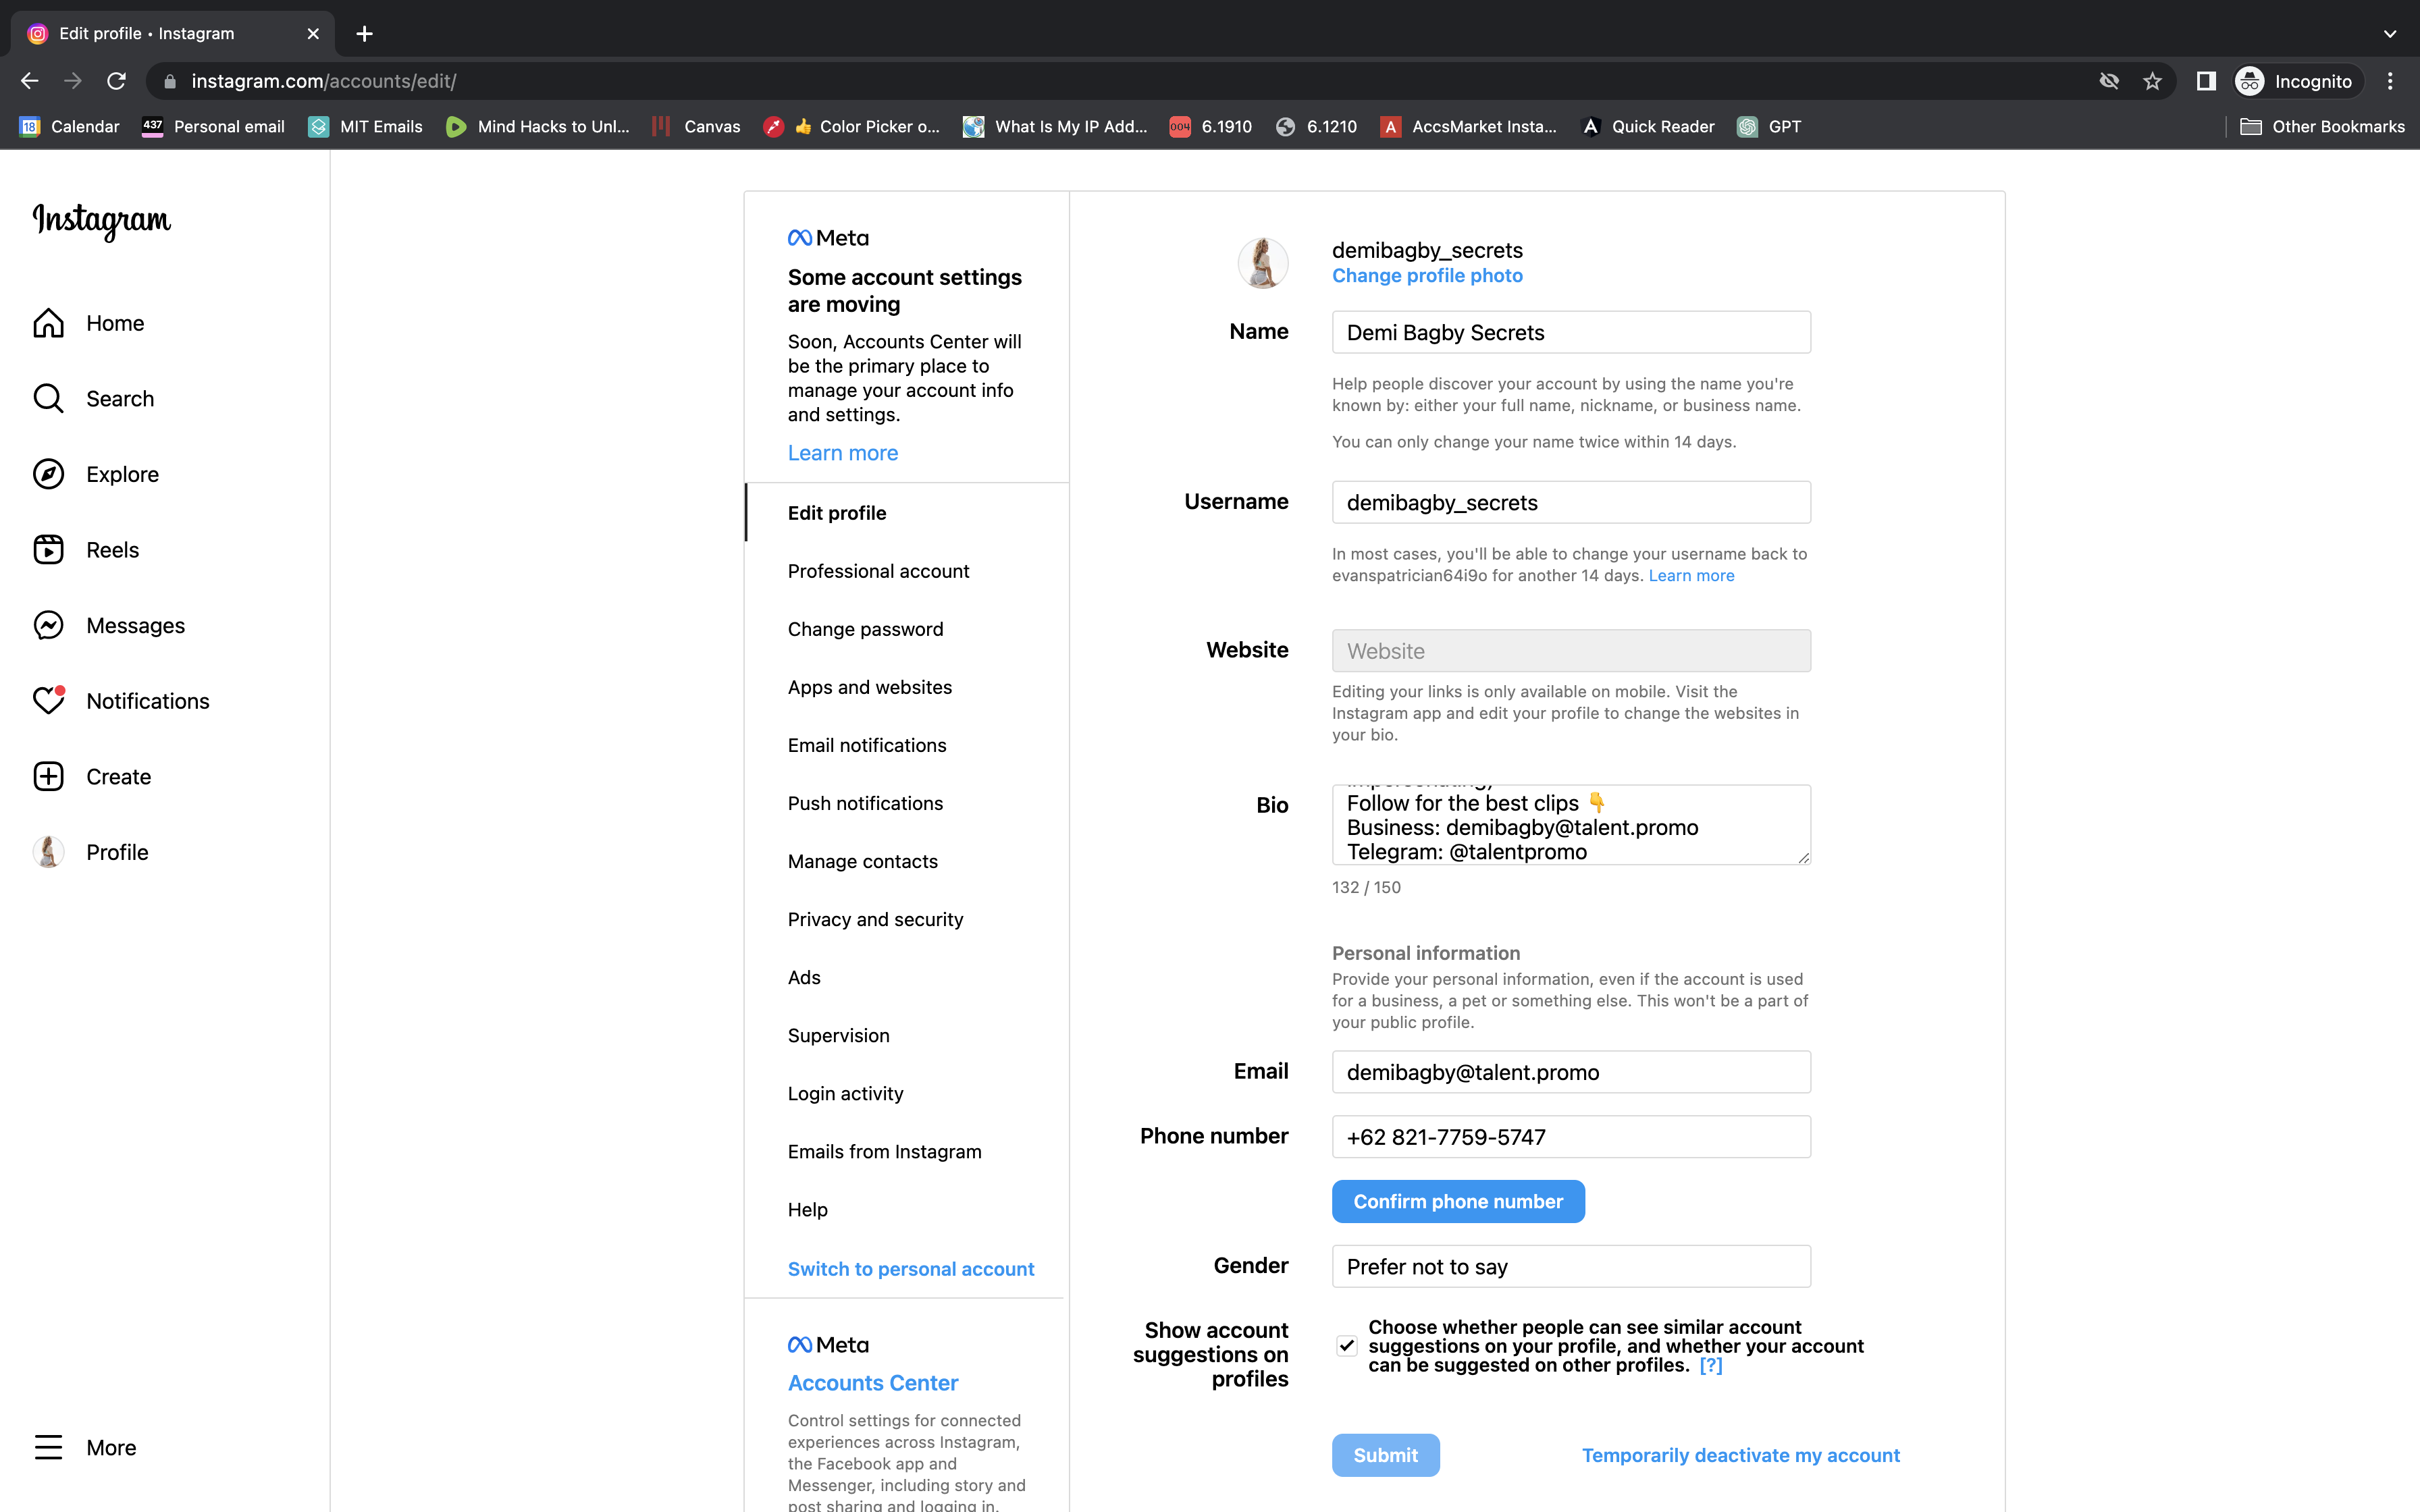 Edit profile • Instagram
instagram.com/accounts/edit/
Incognito
18
Calendar
437
Personal email
MIT Emails
Mind Hacks to Unl...
Canvas
👍 Color Picker o...
What Is My IP Add...
004
6.1910
6.1210
A
AccsMarket Insta...
Quick Reader
GPT
Other Bookmarks
Instagram
Home
Search
Explore
Reels
Messages
Notifications
Create
Profile
More
Meta
Some account settings
are moving
Soon, Accounts Center will
be the primary place to
manage your account info
and settings.
Learn more
Edit profile
Professional account
Change password
Apps and websites
Email notifications
Push notifications
Manage contacts
Privacy and security
Ads
Supervision
Login activity
Emails from Instagram
Help
Switch to personal account
Meta
Accounts Center
Control settings for connected
experiences across Instagram,
the Facebook app and
Messenger, including story and
post sharing and logging in.
demibagby_secrets
Change profile photo
Name
Demi Bagby Secrets
Help people discover your account by using the name you're
known by: either your full name, nickname, or business name.
You can only change your name twice within 14 days.
Username
demibagby_secrets
In most cases, you'll be able to change your username back to
evanspatrician64i9o for another 14 days. Learn more
Website
Website
Editing your links is only available on mobile. Visit the
Instagram app and edit your profile to change the websites in
your bio.
Bio
impersonating)
Follow for the best clips 👇
Business: demibagby@talent.promo
Telegram: @talentpromo
132 / 150
Personal information
Provide your personal information, even if the account is used
for a business, a pet or something else. This won't be a part of
your public profile.
Email
demibagby@talent.promo
Phone number
+62 821-7759-5747
Confirm phone number
Gender
Prefer not to say
Show account
suggestions on
profiles
Choose whether people can see similar account
suggestions on your profile, and whether your account
can be suggested on other profiles. [?]
Submit
Temporarily deactivate my account